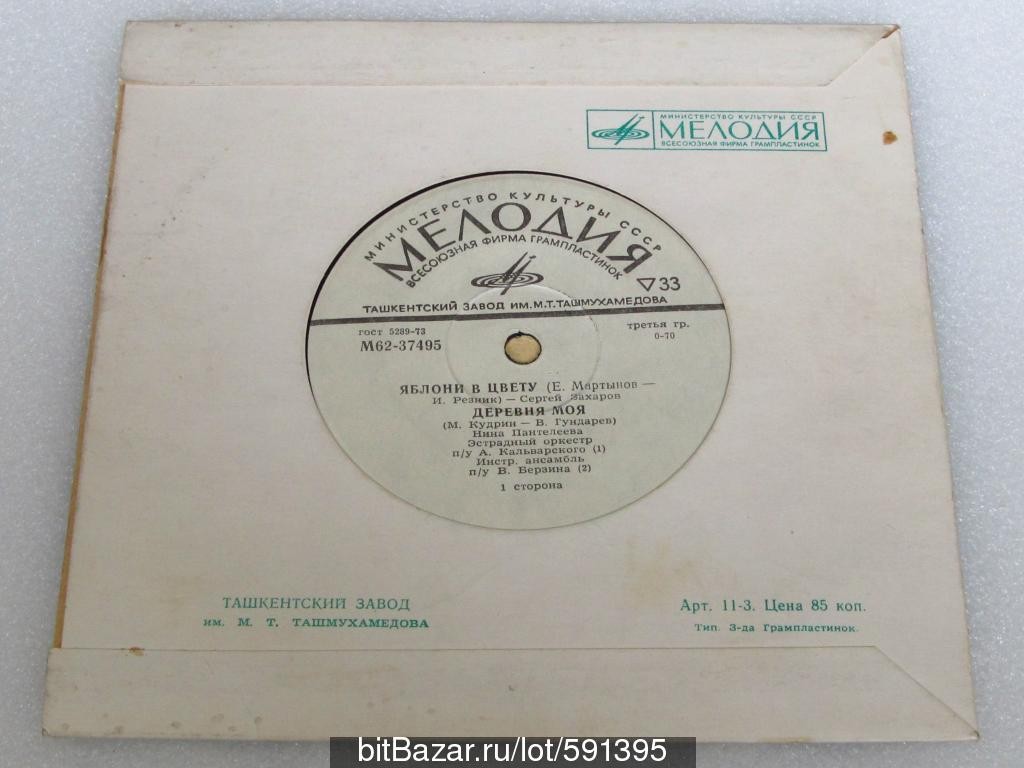 МИНИСТЕРСТВО КУЛЬТУРЫ СССР
МЕЛОДИЯ
ВСЕСОЮЗНАЯ ФИРМА ГРАМПЛАСТИНОК
МИНИСТЕРСТВО КУЛЬТУРЫ СССР
МЕЛОДИЯ
ВСЕСОЮЗНАЯ ФИРМА ГРАМПЛАСТИНОК
▽33
ТАШКЕНТСКИЙ ЗАВОД ИМ. М. Т. ТАШМУХАМЕДОВА
гост 5289-73
третья гр.
М62-37495
0-70
ЯБЛОНИ В ЦВЕТУ (Е. Мартынов —
И. Резник) — Сергей Захаров
ДЕРЕВНЯ МОЯ
(М. Кудрин — В. Гундарев)
Нина Пантелеева
Эстрадный оркестр
п/у А. Кальварского (1)
Инстр. ансамбль
п/у В. Берзина (2)
1 сторона
ТАШКЕНТСКИЙ ЗАВОД
им. М. Т. ТАШМУХАМЕДОВА
Арт. 11-3. Цена 85 коп.
Тип. З-да Грампластинок.
bitBazar.ru/lot/591395